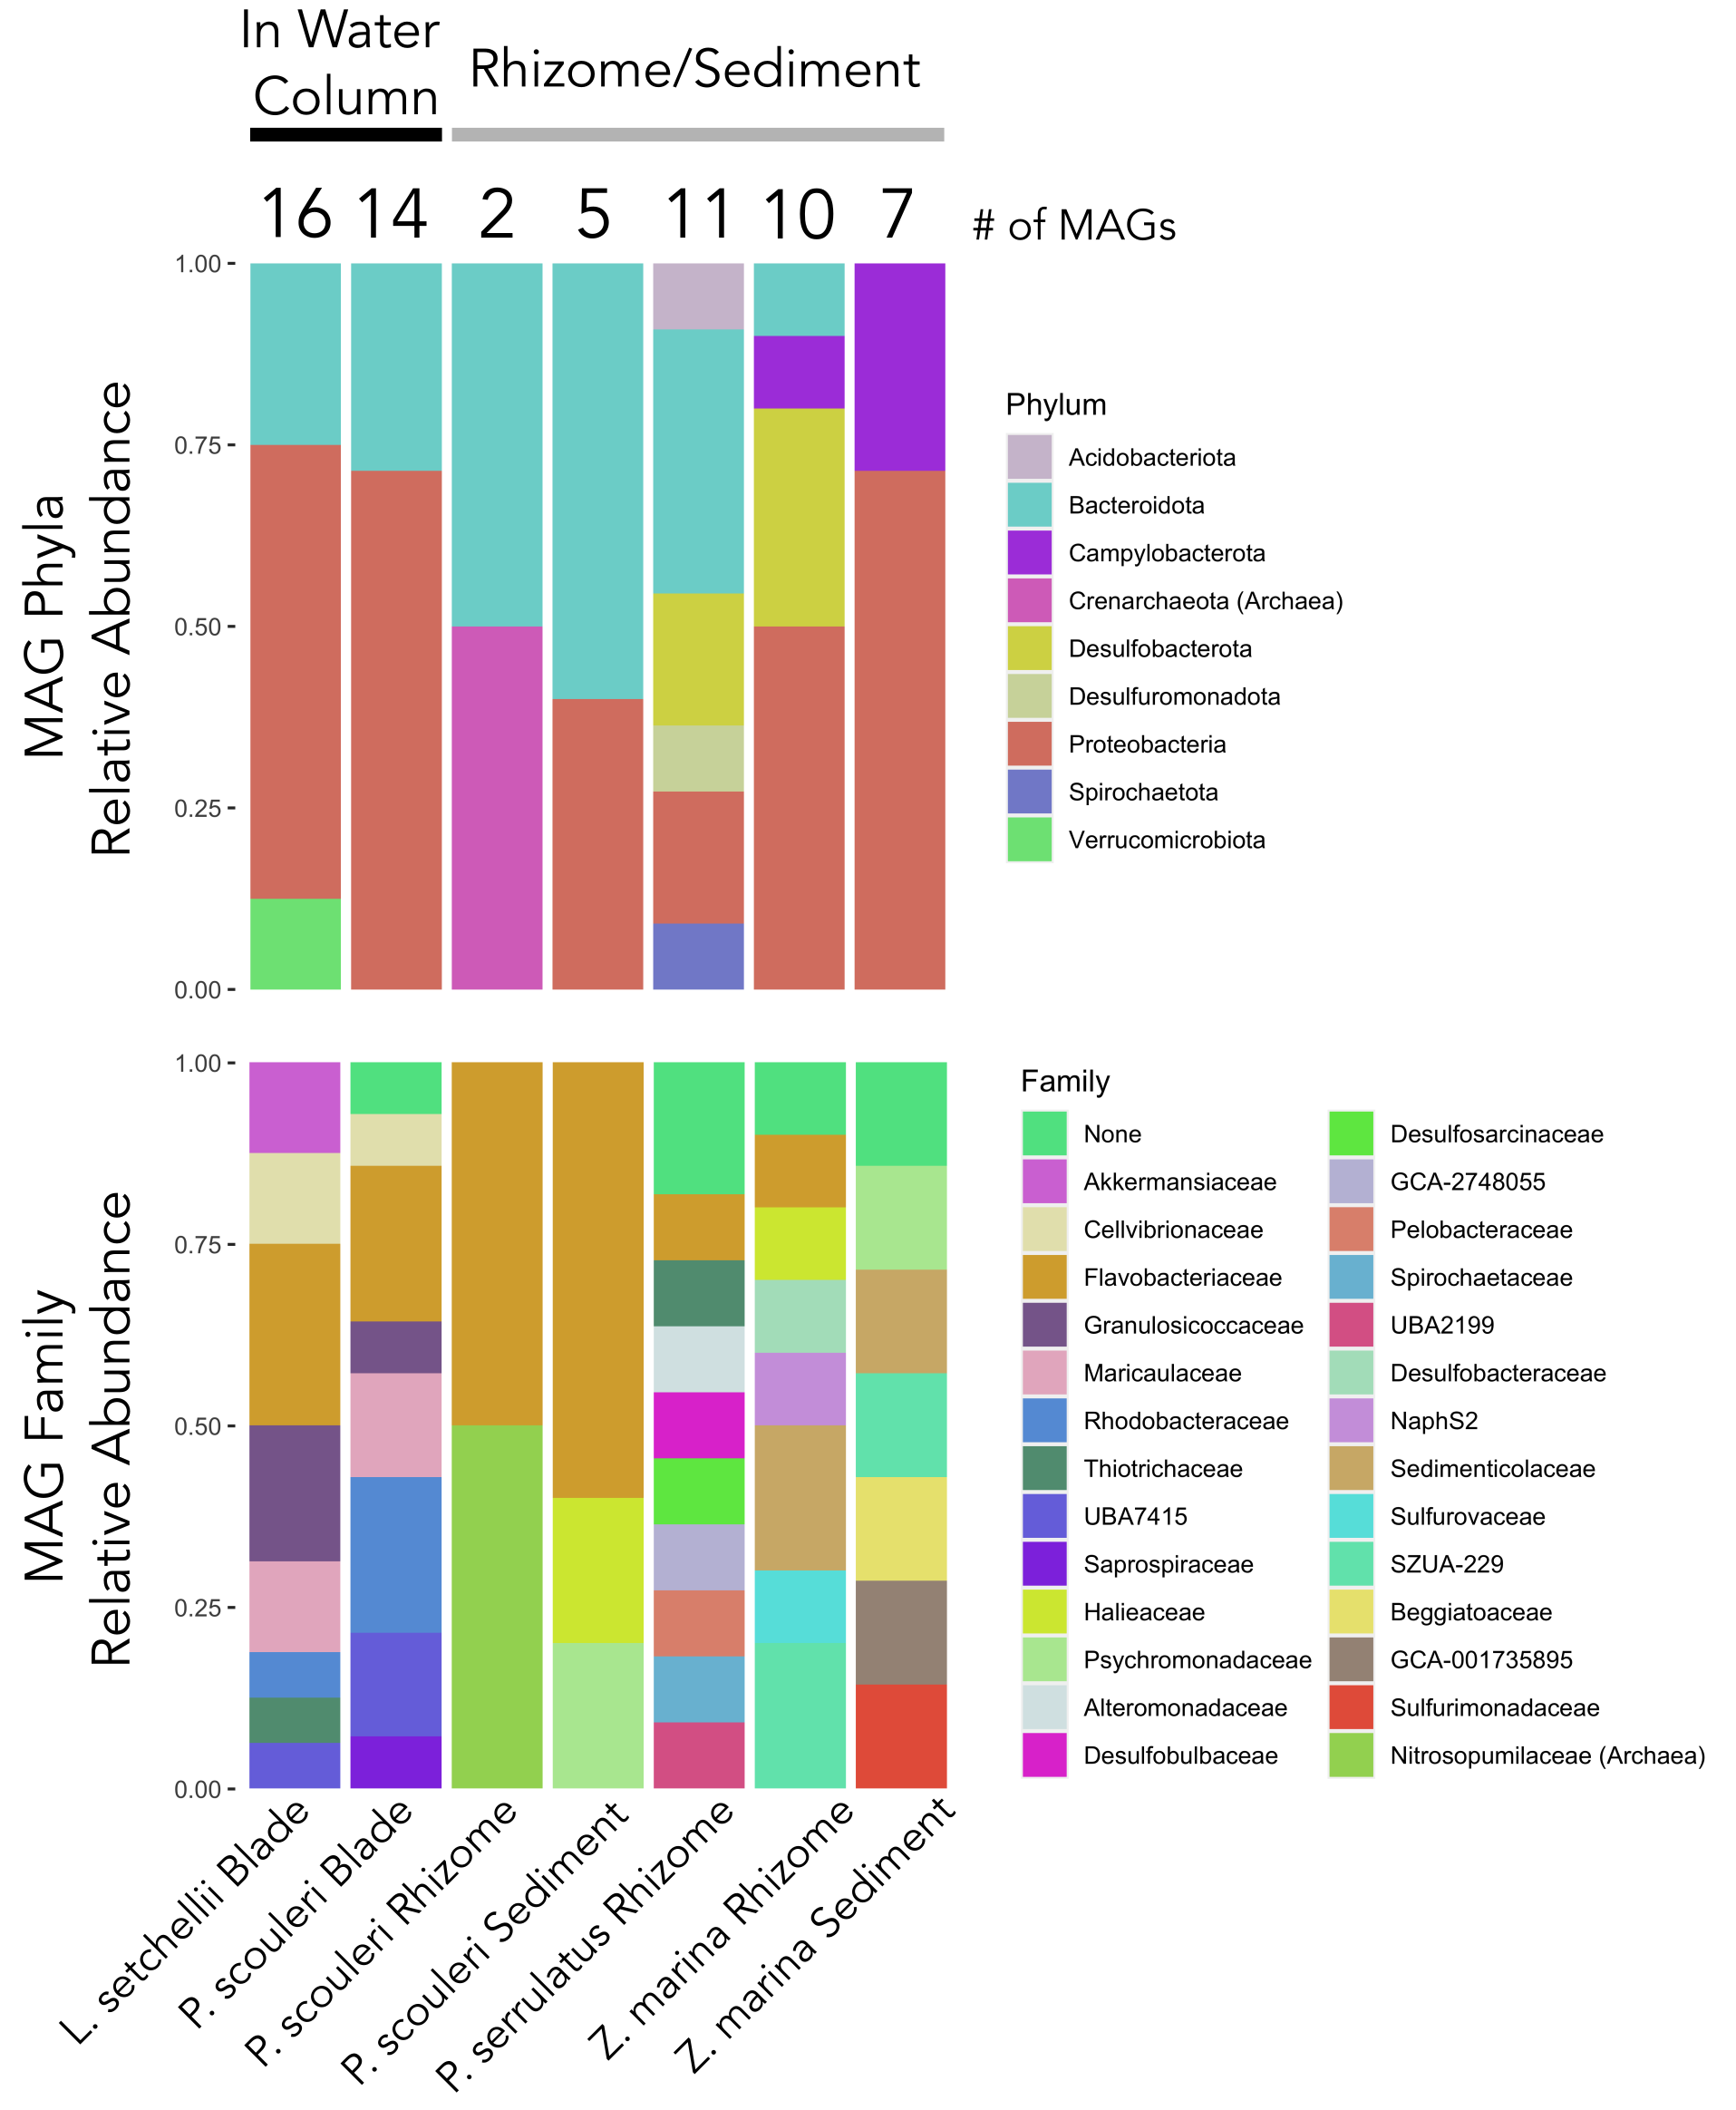 In Water
Column
Rhizome/Sediment
16 14 2 5 11 10 7 # of MAGs
MAG Phyla
Relative Abundance
1.00
0.75
0.50
0.25
0.00
Phylum
Acidobacteriota
Bacteroidota
Campylobacterota
Crenarchaeota (Archaea)
Desulfobacterota
Desulfuromonadota
Proteobacteria
Spirochaetota
Verrucomicrobiota
MAG Family
Relative Abundance
1.00
0.75
0.50
0.25
0.00
Family
None
Akkermansiaceae
Cellvibrionaceae
Flavobacteriaceae
Granulosicoccaceae
Maricaulaceae
Rhodobacteraceae
Thiotrichaceae
UBA7415
Saprospiraceae
Halieaceae
Psychromonadaceae
Alteromonadaceae
Desulfobulbaceae
Desulfosarcinaceae
GCA-2748055
Pelobacteraceae
Spirochaetaceae
UBA2199
Desulfobacteraceae
NaphS2
Sedimenticolaceae
Sulfurovaceae
SZUA-229
Beggiatoaceae
GCA-001735895
Sulfurimonadaceae
Nitrosopumilaceae (Archaea)
L. setchellii Blade
P. scouleri Blade
P. scouleri Rhizome
P. scouleri Sediment
P. serrulatus Rhizome
Z. marina Rhizome
Z. marina Sediment